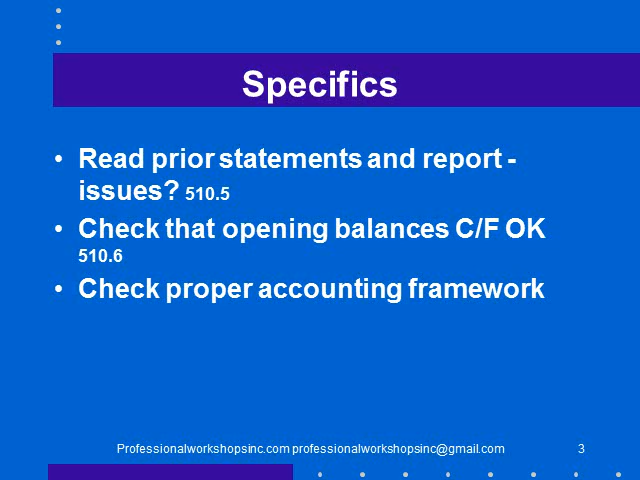 Specifics
• Read prior statements and report -
issues? 510.5
• Check that opening balances C/F OK
510.6
• Check proper accounting framework
Professionalworkshopsinc.com professionalworkshopsinc@gmail.com 3